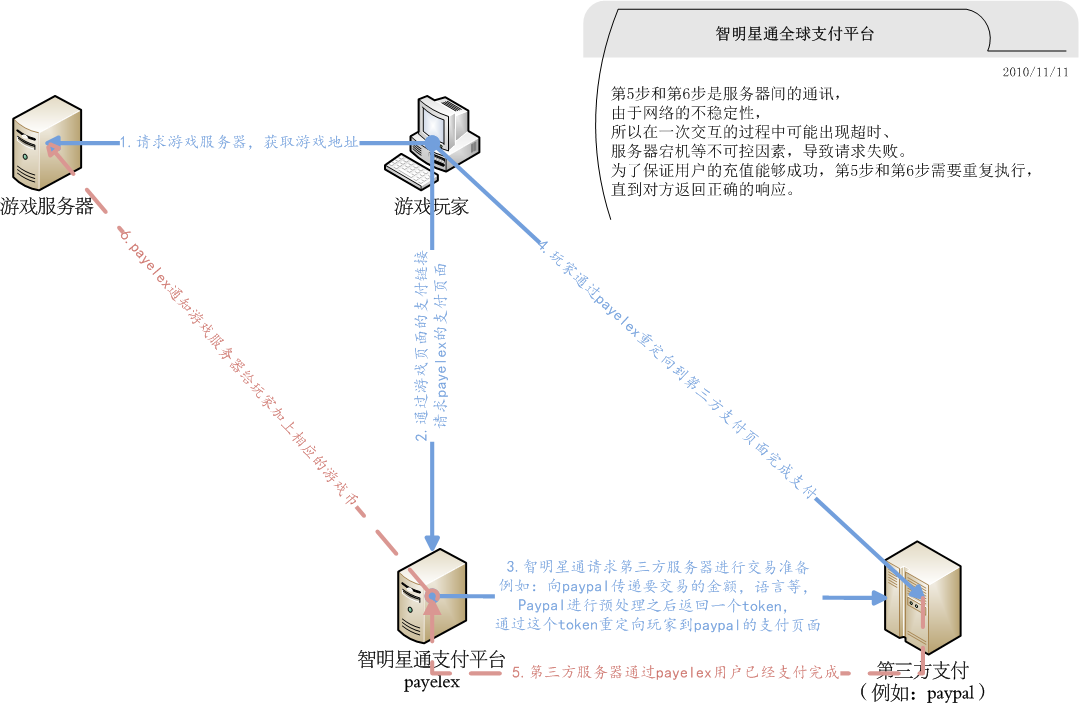 智明星通全球支付平台
2010/11/11
第5步和第6步是服务器间的通讯，
由于网络的不稳定性，
所以在一次交互的过程中可能出现超时、
服务器宕机等不可控因素，导致请求失败。
为了保证用户的充值能够成功，第5步和第6步需要重复执行，
直到对方返回正确的响应。
1.请求游戏服务器，获取游戏地址
游戏服务器
游戏玩家
6.payelex通知游戏服务器给玩家加上相应的游戏币
2.通过游戏页面的支付链接
请求payelex的支付页面
4.玩家通过payelex重定向到第三方支付页面完成支付
3.智明星通请求第三方服务器进行交易准备
例如：向paypal传递要交易的金额，语言等，
Paypal进行预处理之后返回一个token，
通过这个token重定向玩家到paypal的支付页面
智明星通支付平台
payelex
5.第三方服务器通过payelex用户已经支付完成
第三方支付
（例如：paypal）